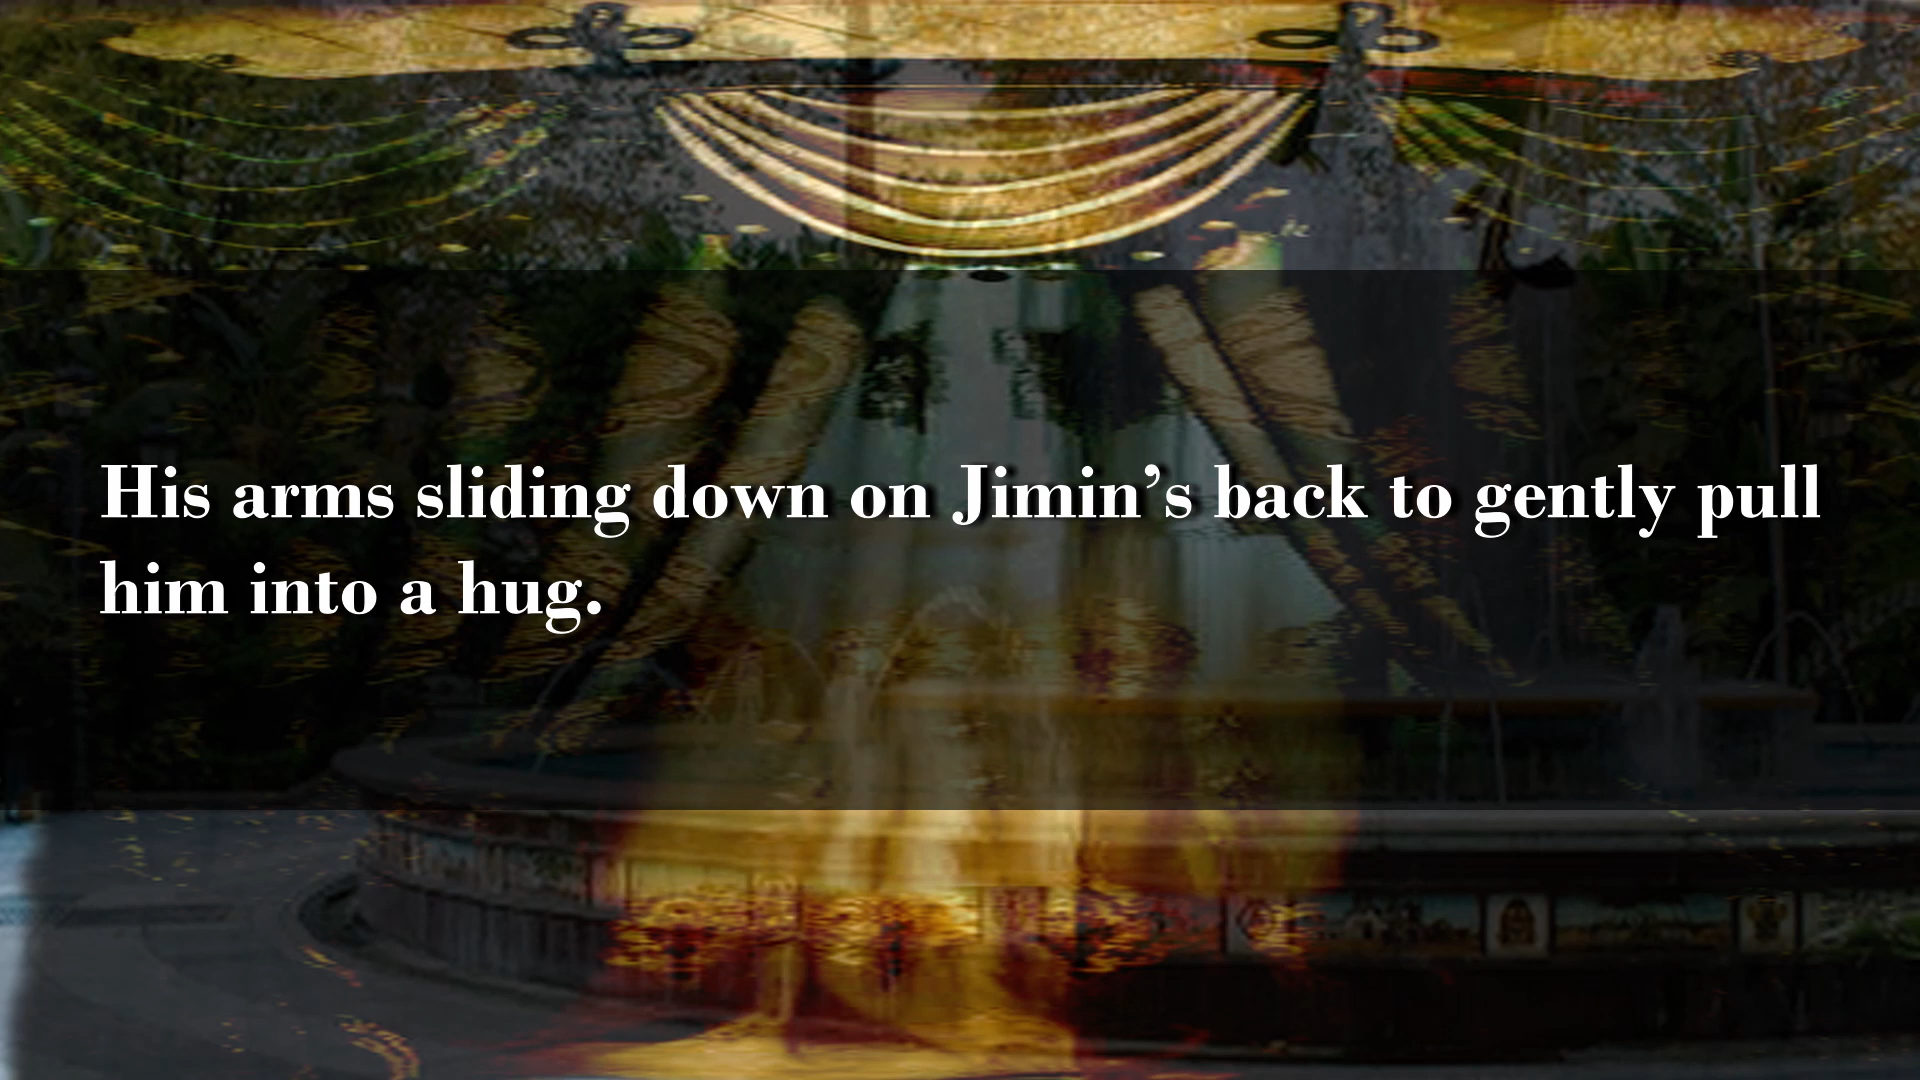 His arms sliding down on Jimin’s back to gently pull
him into a hug.